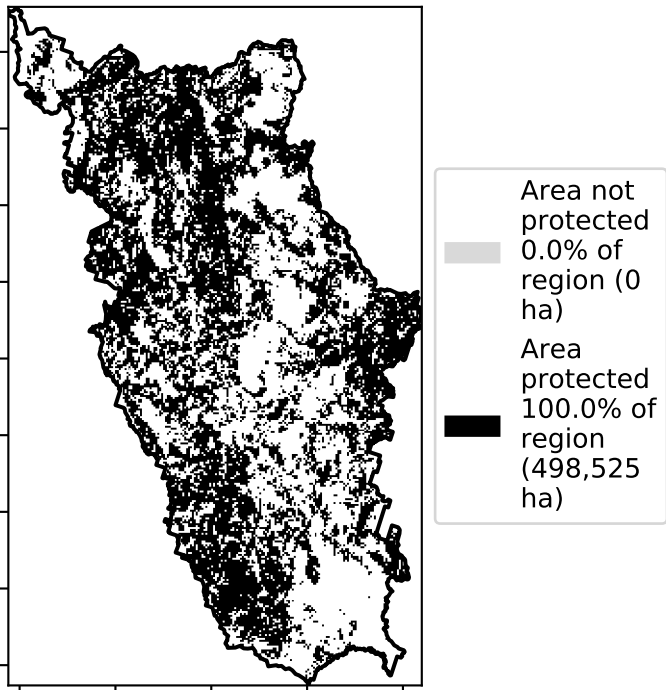 Area not
protected
0.0% of
region (0
ha)
Area
protected
100.0% of
region
(498,525
ha)